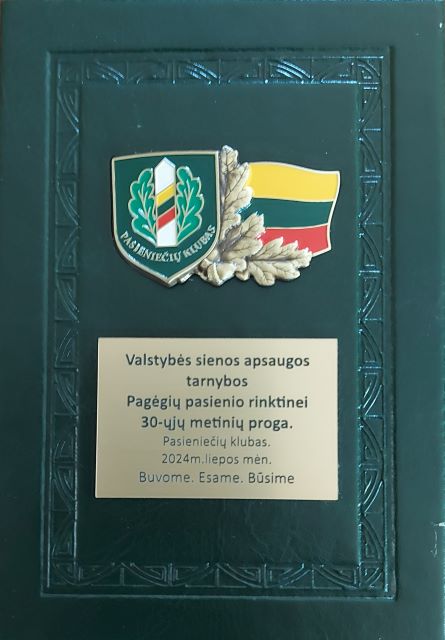 PASIENIEČIŲ KLUBAS
Valstybės sienos apsaugos
tarnybos
Pagėgių pasienio rinktinei
30-ųjų metinių proga.
Pasieniečių klubas.
2024m.liepos mėn.
Buvome. Esame. Būsime